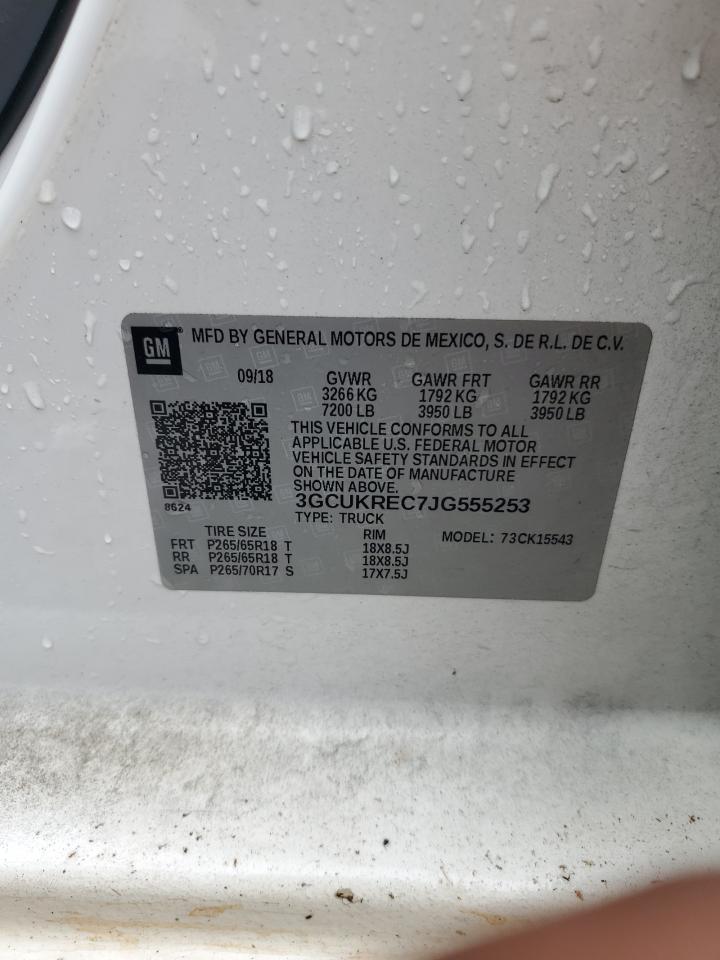 GM ® MFD BY GENERAL MOTORS DE MEXICO, S. DE R.L. DE C.V.
09/18 GVWR GAWR FRT GAWR RR
3266 KG 1792 KG 1792 KG
7200 LB 3950 LB 3950 LB
THIS VEHICLE CONFORMS TO ALL
APPLICABLE U.S. FEDERAL MOTOR
VEHICLE SAFETY STANDARDS IN EFFECT
ON THE DATE OF MANUFACTURE
SHOWN ABOVE.
8624 3GCUKREC7JG555253
TYPE: TRUCK
TIRE SIZE RIM MODEL: 73CK15543
FRT P265/65R18 T 18X8.5J
RR P265/65R18 T 18X8.5J
SPA P265/70R17 S 17X7.5J